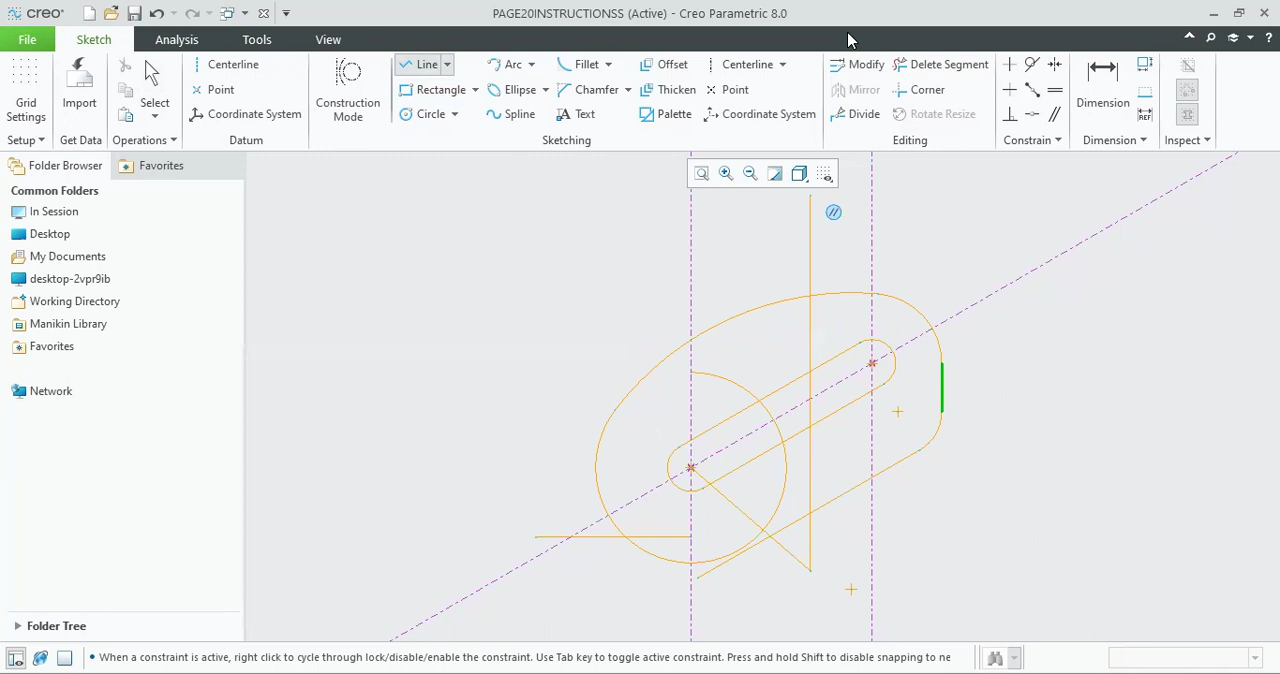 creo®
PAGE20INSTRUCTIONSS (Active) - Creo Parametric 8.0
File Sketch Analysis Tools View
Grid Settings
Setup
Import
Get Data
Select
Operations
Centerline
Point
Coordinate System
Datum
Construction Mode
Line Arc Fillet Offset Centerline
Rectangle Ellipse Chamfer Thicken Point
Circle Spline Text Palette Coordinate System
Sketching
Modify Delete Segment
Mirror Corner
Divide Rotate Resize
Editing
Constrain
Dimension
REF
Dimension
Inspect
Folder Browser Favorites
Common Folders
In Session
Desktop
My Documents
desktop-2vpr9ib
Working Directory
Manikin Library
Favorites
Network
Folder Tree
• When a constraint is active, right click to cycle through lock/disable/enable the constraint. Use Tab key to toggle active constraint. Press and hold Shift to disable snapping to ne